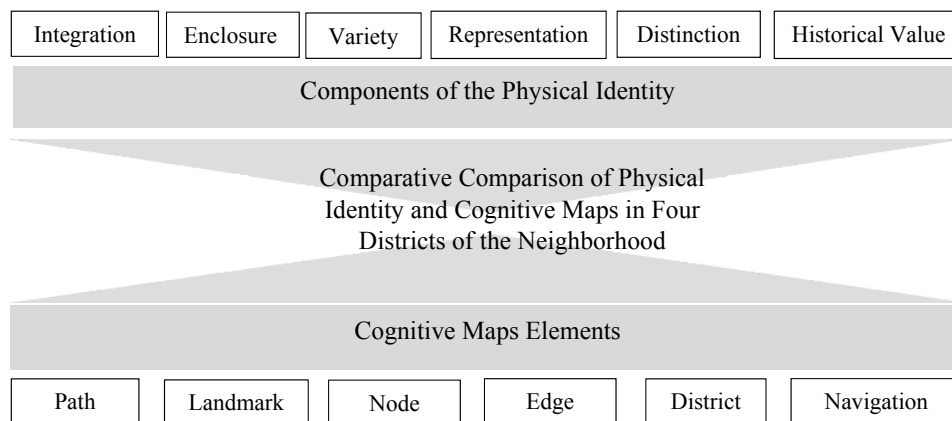 Integration Enclosure Variety Representation Distinction Historical Value
Components of the Physical Identity
Comparative Comparison of Physical
Identity and Cognitive Maps in Four
Districts of the Neighborhood
Cognitive Maps Elements
Path Landmark Node Edge District Navigation